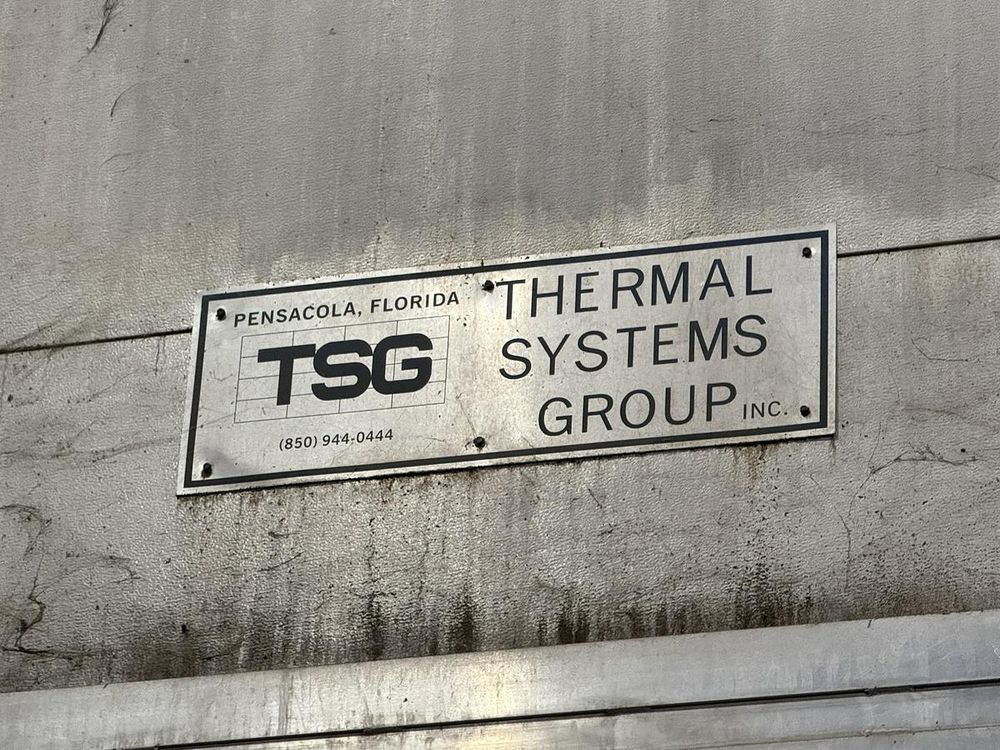 PENSACOLA, FLORIDA
TSG
(850) 944-0444
THERMAL
SYSTEMS
GROUP INC.